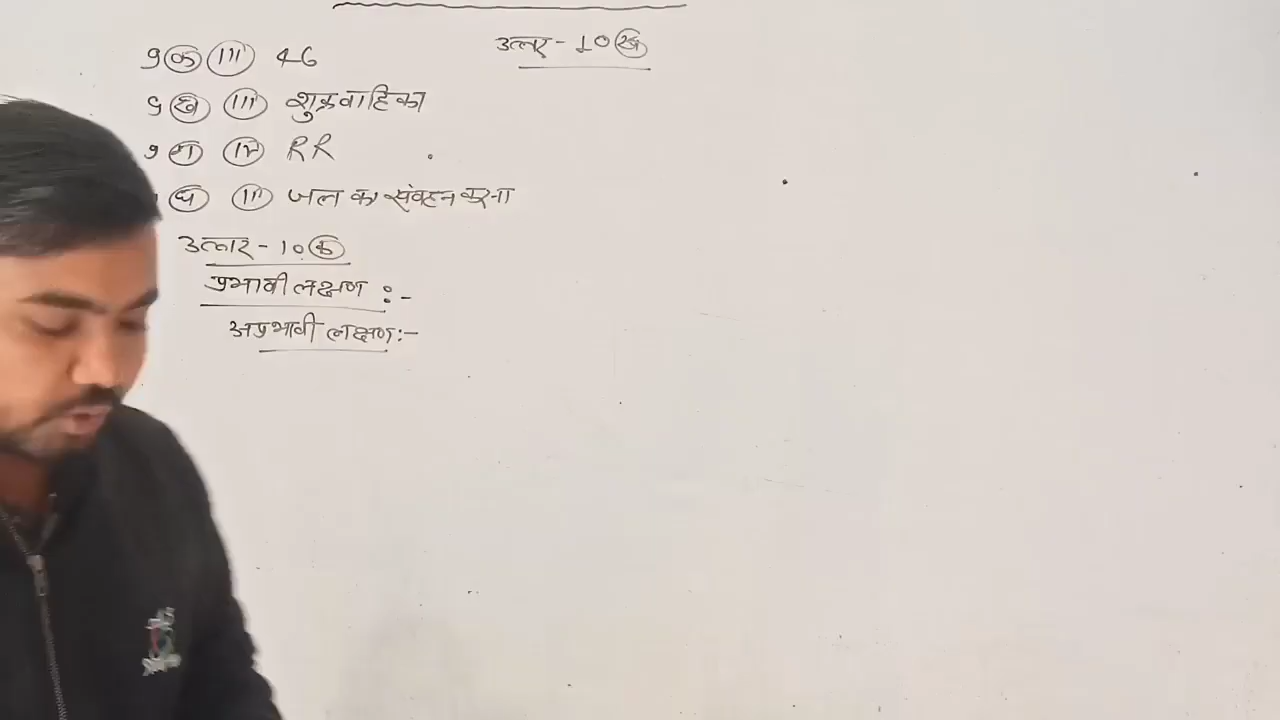 9 क iii 46
9 ख iii शुक्रवाहिका
9 ग iv RR
घ iii जल का संवहन करना
उत्तर - 10 क
प्रभावी लक्षण :-
अप्रभावी लक्षण :-
उत्तर - 10 ख